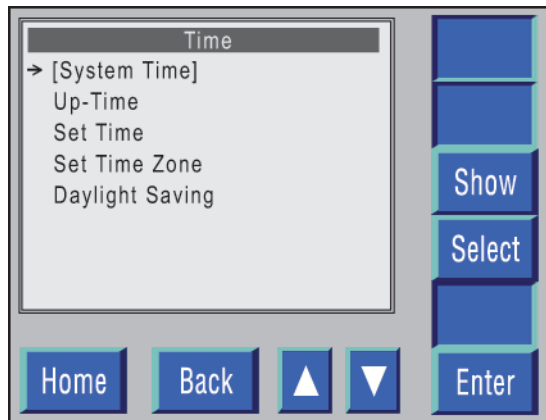 Time
→ [System Time]
Up-Time
Set Time
Set Time Zone
Daylight Saving
Show
Select
Home
Back
Enter